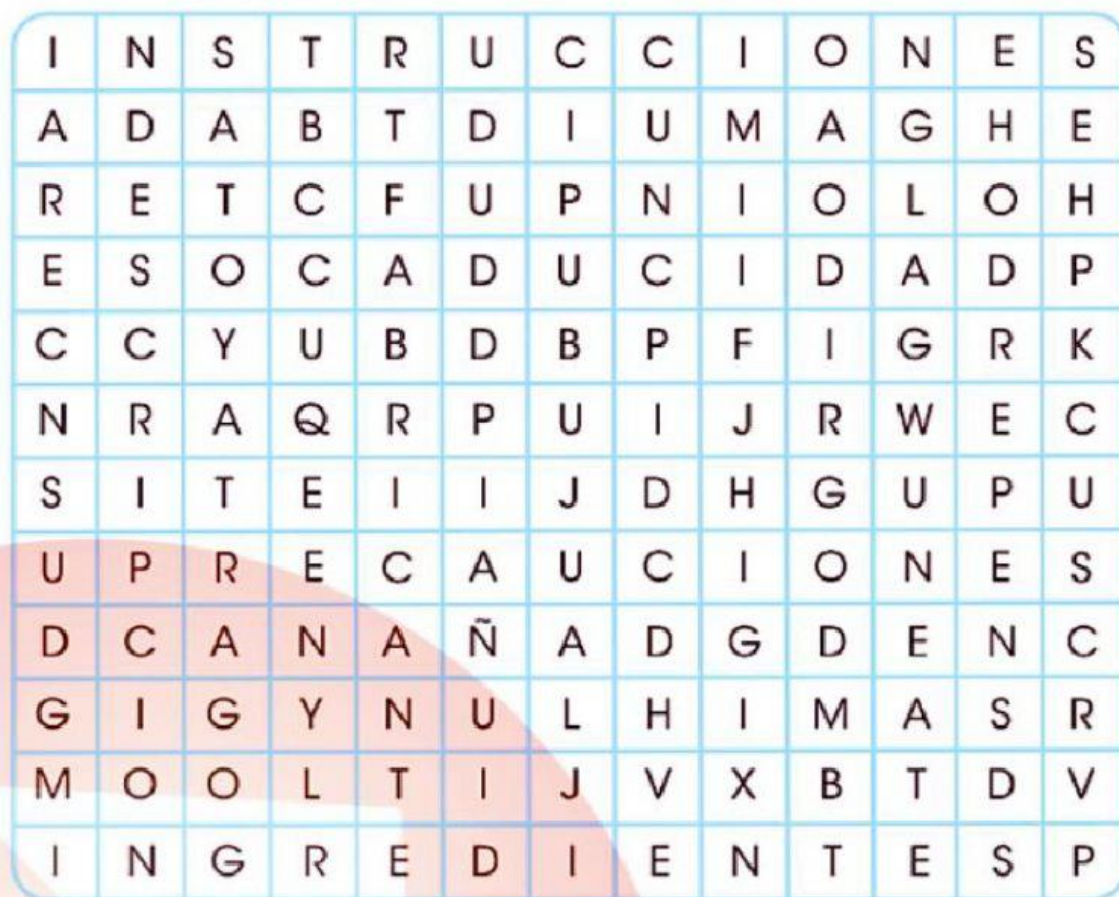 I N S T R U C C I O N E S
A D A B T D I U M A G H E
R E T C F U P N I O L O H
E S O C A D U C I D A D P
C C Y U B D B P F I G R K
N R A Q R P U I J R W E C
S I T E I I J D H G U P U
U P R E C A U C I O N E S
D C A N A Ñ A D G D E N C
G I G Y N U L H I M A S R
M O O L T I J V X B T D V
I N G R E D I E N T E S P